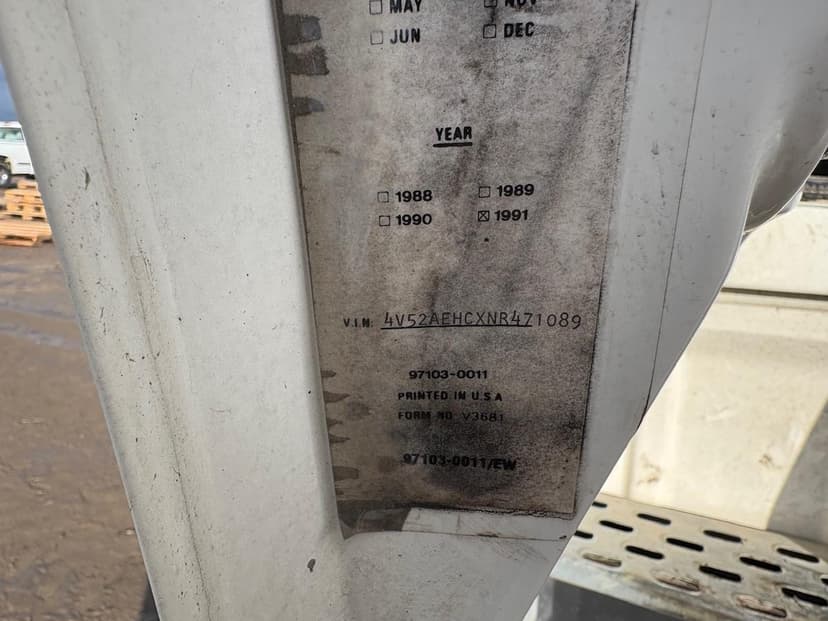 ☐ MAY ☐ NOV
☐ JUN ☐ DEC
YEAR
☐ 1988 ☐ 1989
☐ 1990 ☒ 1991
V.I.N: 4V52AEHCXNR471089
97103-0011
PRINTED IN U.S.A
FORM NO V3681
97103-0011/EW